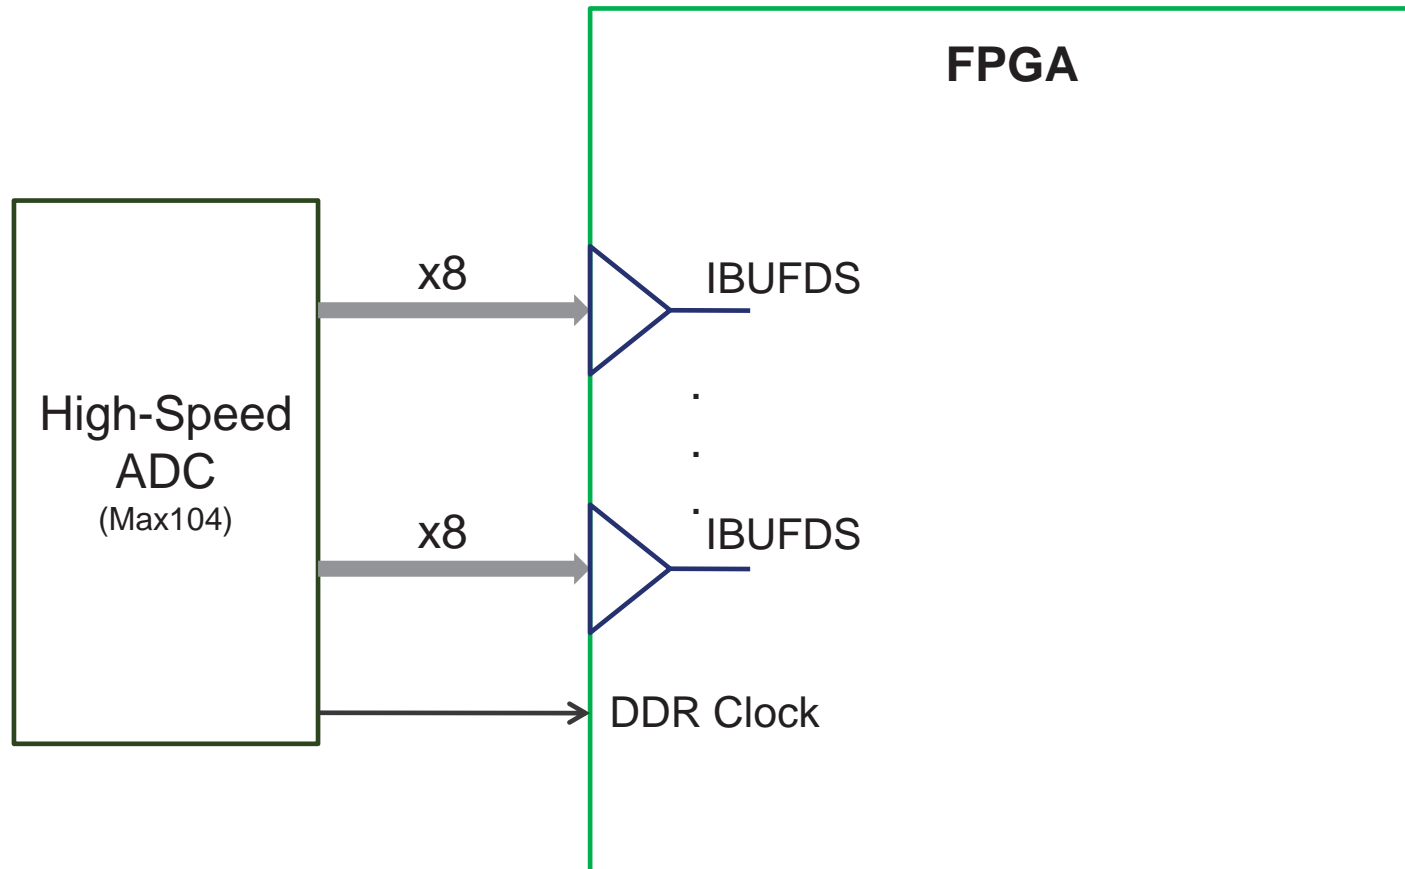 FPGA
x8
IBUFDS
High-Speed
ADC
(Max104)
.
.
.
x8
IBUFDS
DDR Clock